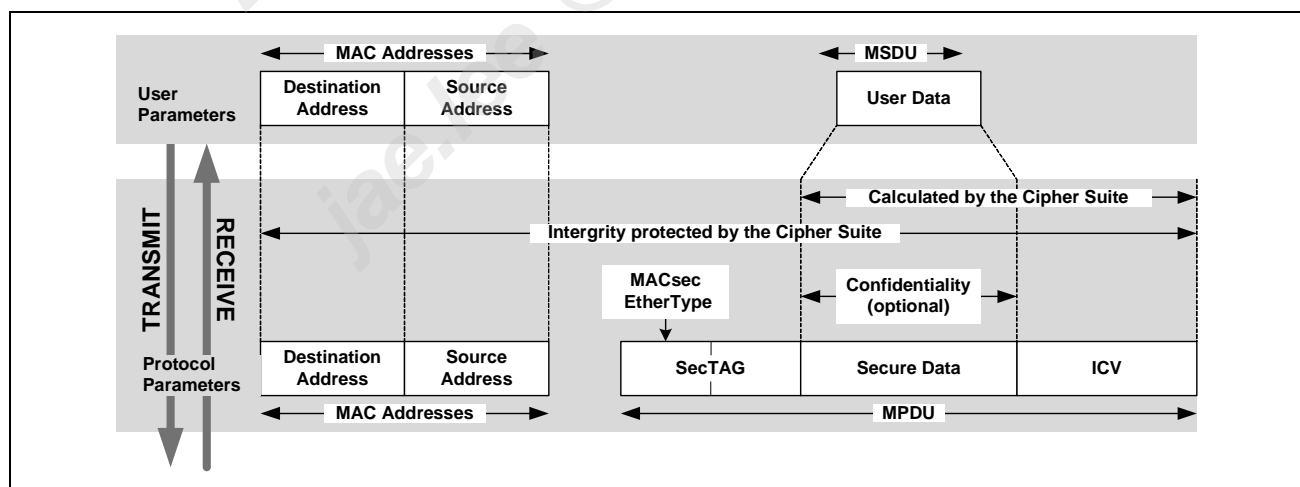 MAC Addresses
MSDU
User
Parameters
Destination
Address
Source
Address
User Data
Calculated by the Cipher Suite
Intergrity protected by the Cipher Suite
TRANSMIT
RECEIVE
MACsec
EtherType
Confidentiality
(optional)
Protocol
Parameters
Destination
Address
Source
Address
SecTAG
Secure Data
ICV
MAC Addresses
MPDU
jae.lee